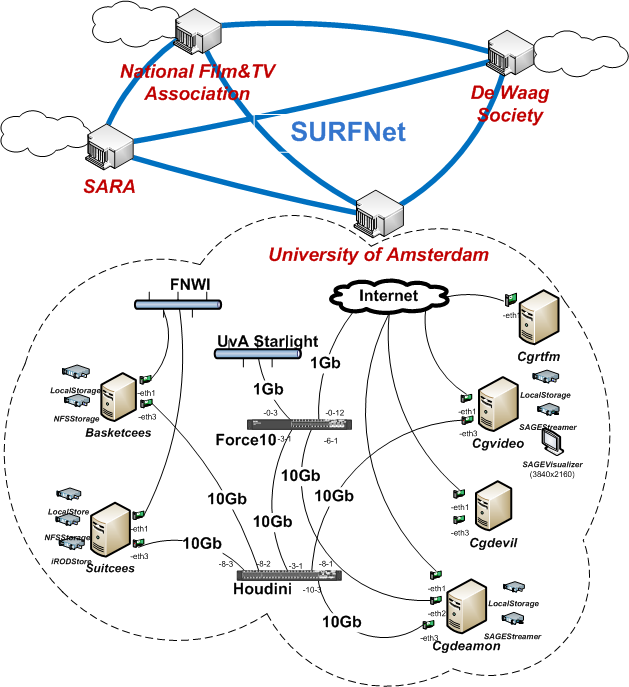 National Film&TV
Association
De Waag
Society
SURFNet
SARA
University of Amsterdam
FNWI
Internet
-eth1
Cgrtfm
UvA Starlight
1Gb
1Gb
LocalStorage
-eth1
NFSStorage
-eth3
Basketcees
-0-3
-0-12
Force10
-3-1
-6-1
-eth1
LocalStorage
-eth3
SAGEStreamer
Cgvideo
SAGEVisualizer
(3840x2160)
10Gb
10Gb
10Gb
10Gb
LocalStore
-eth1
NFSStorage
-eth3
iRODStore
Suitcees
10Gb
-eth1
-eth3
Cgdevil
-8-3
-8-2
-3-1
-8-1
Houdini
-10-3
10Gb
-eth1
LocalStorage
-eth2
-eth3
SAGEStreamer
Cgdeamon